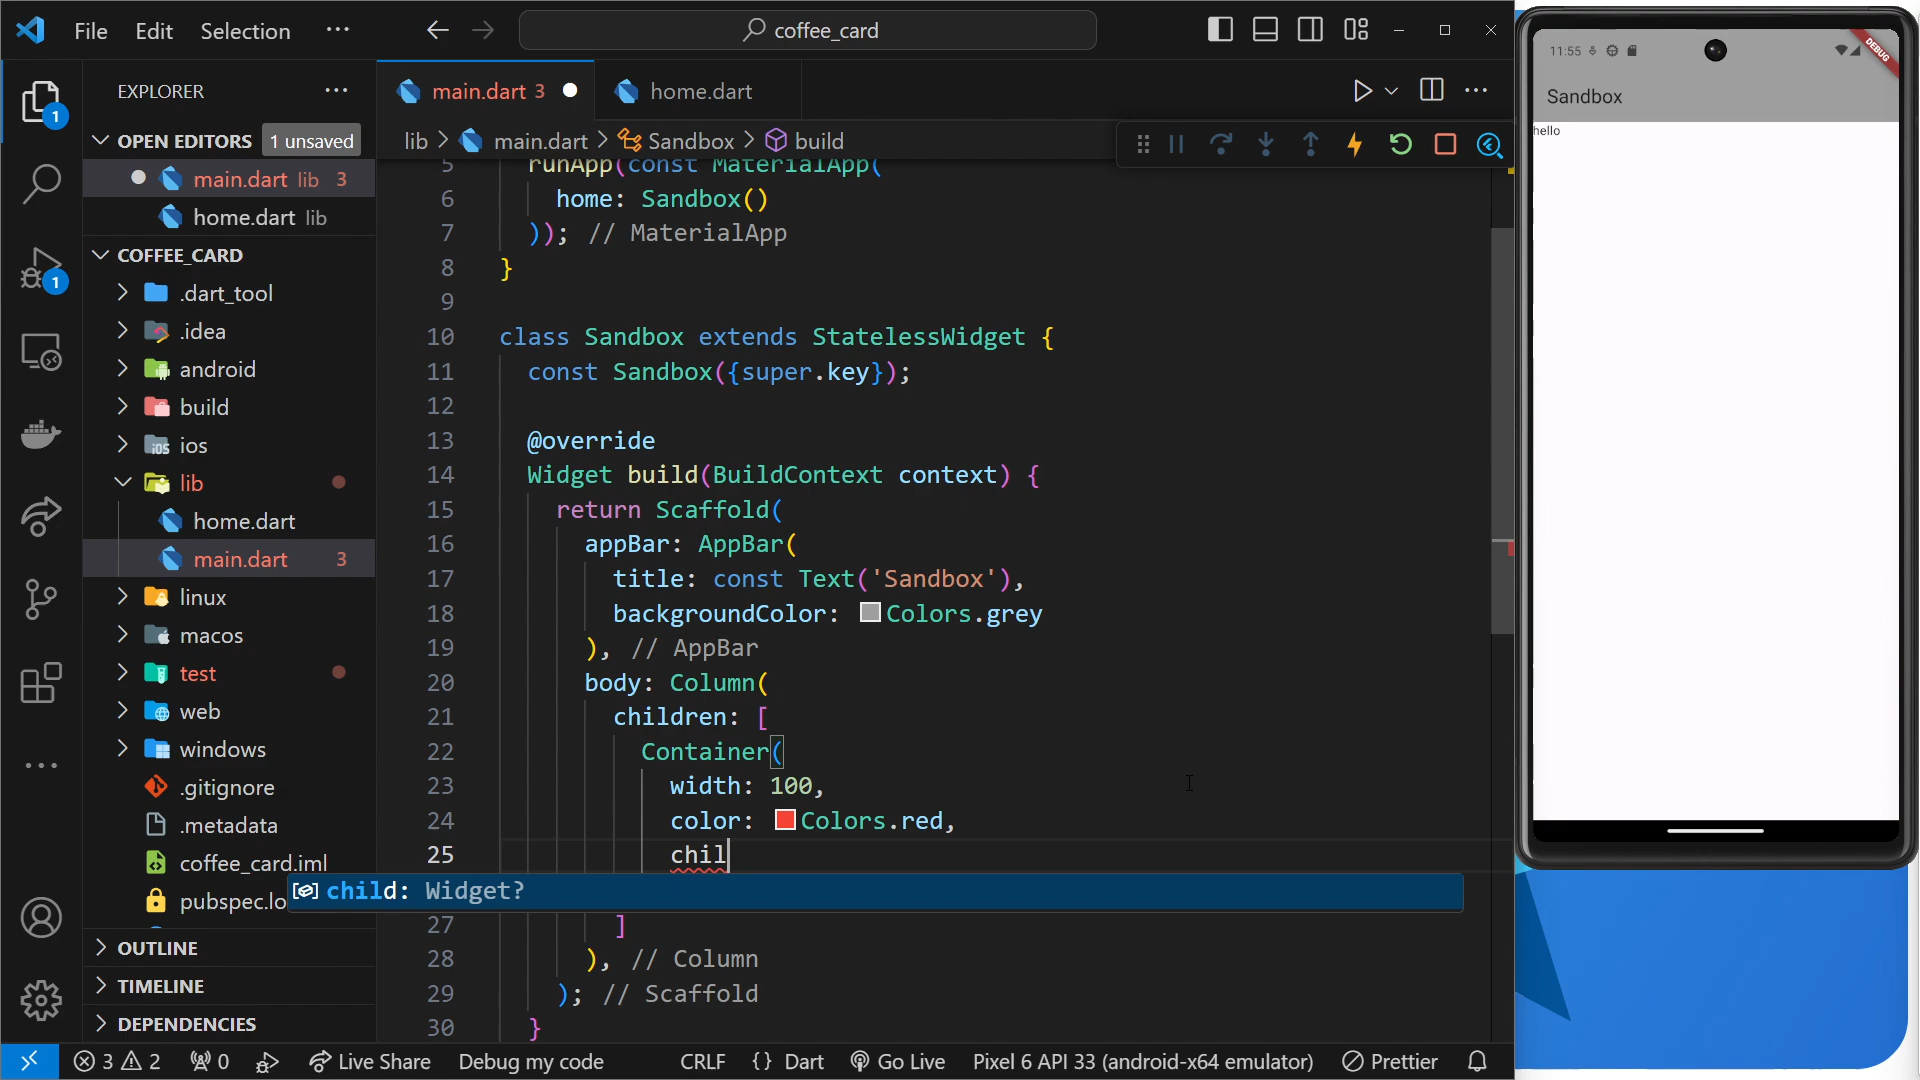 File Edit Selection ···
coffee_card
EXPLORER
OPEN EDITORS 1 unsaved
main.dart lib 3
home.dart lib
COFFEE_CARD
.dart_tool
.idea
android
build
ios
lib
home.dart
main.dart 3
linux
macos
test
web
windows
.gitignore
.metadata
coffee_card.iml
pubspec.lo
OUTLINE
TIMELINE
DEPENDENCIES
1
1
main.dart 3
home.dart
lib > main.dart > Sandbox > build
5 runApp(const MaterialApp(
6 home: Sandbox()
7 )); // MaterialApp
8 }
9
10 class Sandbox extends StatelessWidget {
11 const Sandbox({super.key});
12
13 @override
14 Widget build(BuildContext context) {
15 return Scaffold(
16 appBar: AppBar(
17 title: const Text('Sandbox'),
18 backgroundColor: Colors.grey
19 ), // AppBar
20 body: Column(
21 children: [
22 Container(
23 width: 100,
24 color: Colors.red,
25 chil
child: Widget?
27 ]
28 ), // Column
29 ); // Scaffold
30 }
3 2 0 Live Share Debug my code CRLF {} Dart Go Live Pixel 6 API 33 (android-x64 emulator) Prettier
11:55
DEBUG
Sandbox
hello